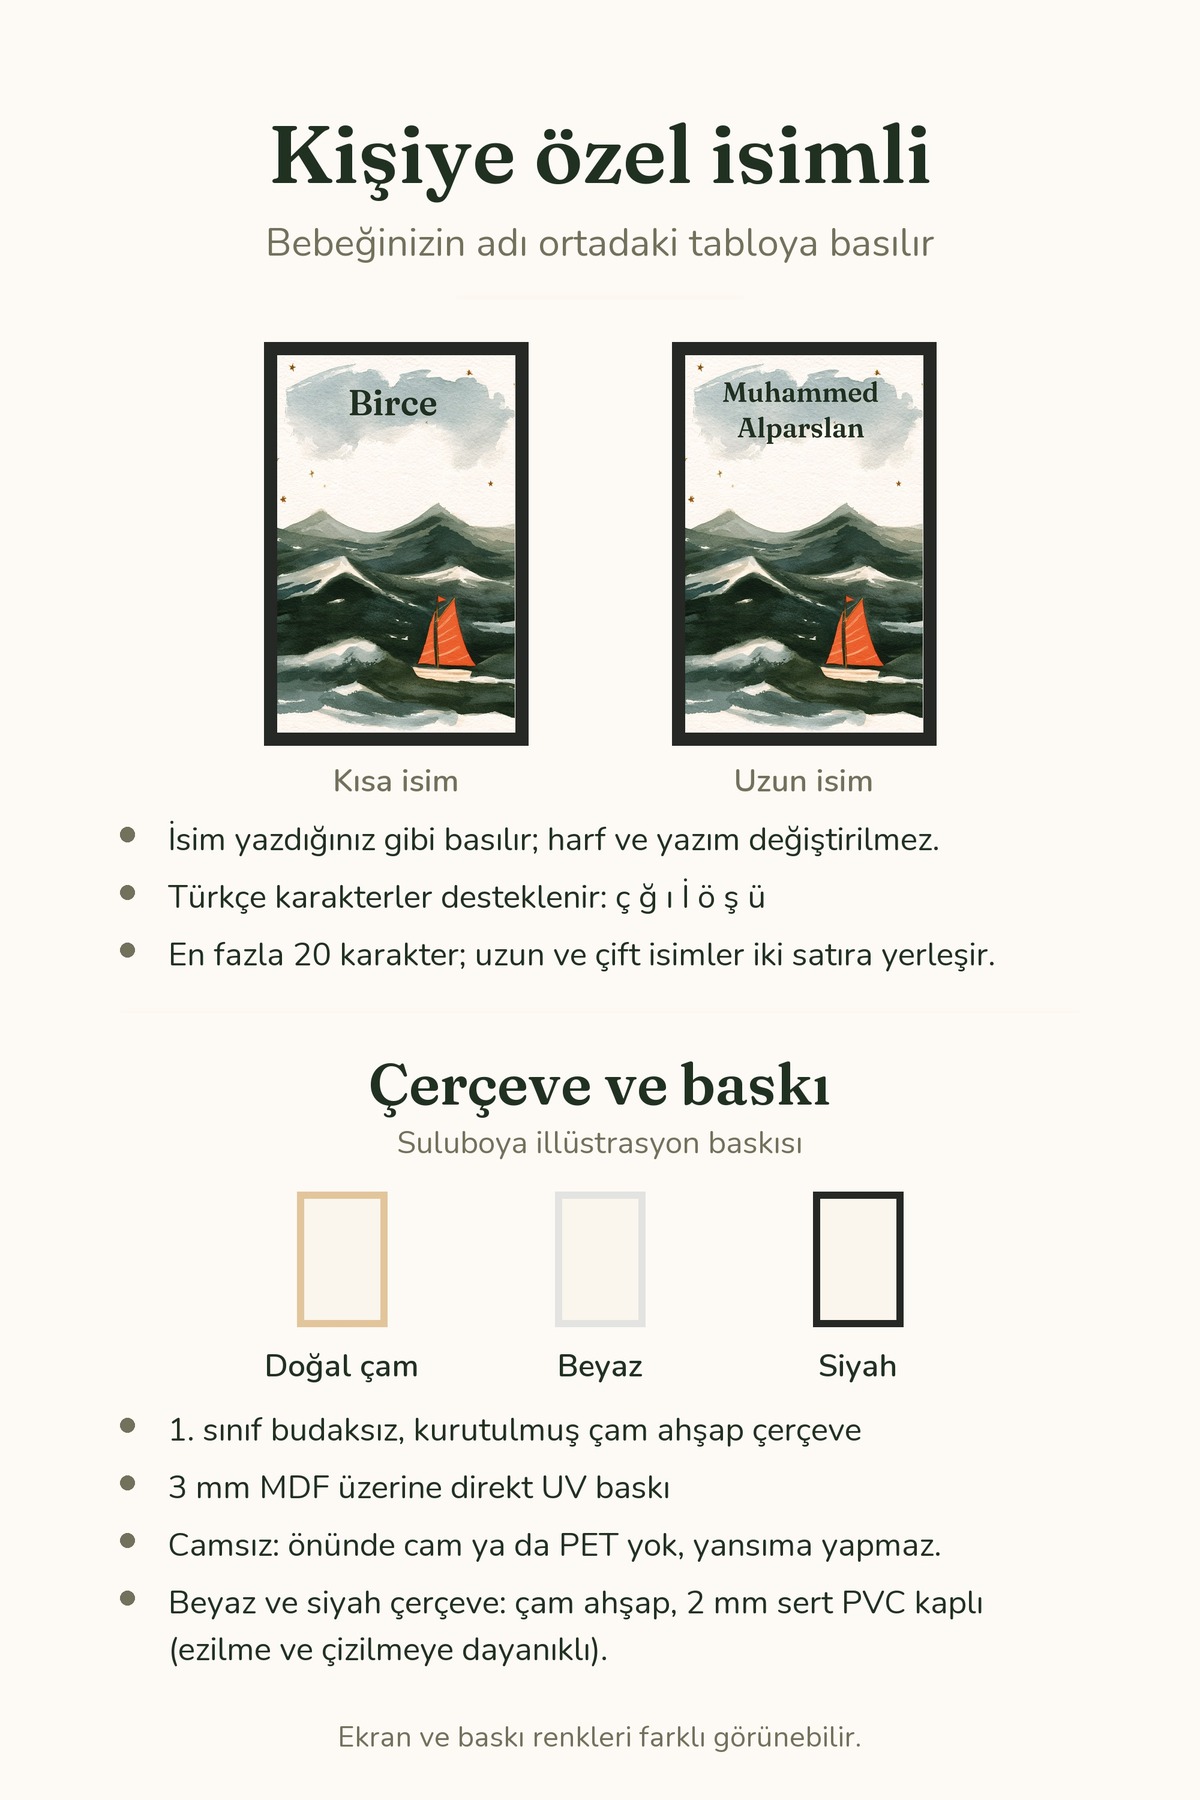 Kişiye özel isimli
Bebeğinizin adı ortadaki tabloya basılır
Birce
Muhammed
Alparslan
Kısa isim
Uzun isim
İsim yazdığınız gibi basılır; harf ve yazım değiştirilmez.
Türkçe karakterler desteklenir: ç ğ ı İ ö ş ü
En fazla 20 karakter; uzun ve çift isimler iki satıra yerleşir.
Çerçeve ve baskı
Suluboya illüstrasyon baskısı
Doğal çam
Beyaz
Siyah
1. sınıf budaksız, kurutulmuş çam ahşap çerçeve
3 mm MDF üzerine direkt UV baskı
Camsız: önünde cam ya da PET yok, yansıma yapmaz.
Beyaz ve siyah çerçeve: çam ahşap, 2 mm sert PVC kaplı
(ezilme ve çizilmeye dayanıklı).
Ekran ve baskı renkleri farklı görünebilir.